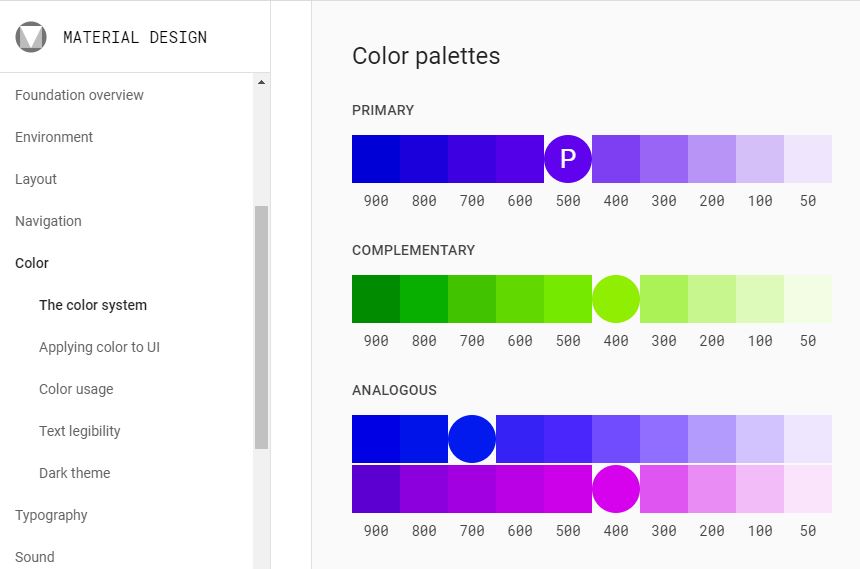 MATERIAL DESIGN
Foundation overview
Environment
Layout
Navigation
Color
The color system
Applying color to UI
Color usage
Text legibility
Dark theme
Typography
Sound
Color palettes
PRIMARY
P
900 800 700 600 500 400 300 200 100 50
COMPLEMENTARY
900 800 700 600 500 400 300 200 100 50
ANALOGOUS
900 800 700 600 500 400 300 200 100 50